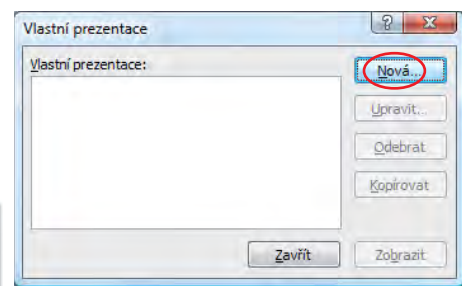 Vlastní prezentace
Vlastní prezentace:
Nová...
Upravit...
Odebrat
Kopírovat
Zavřít
Zobrazit